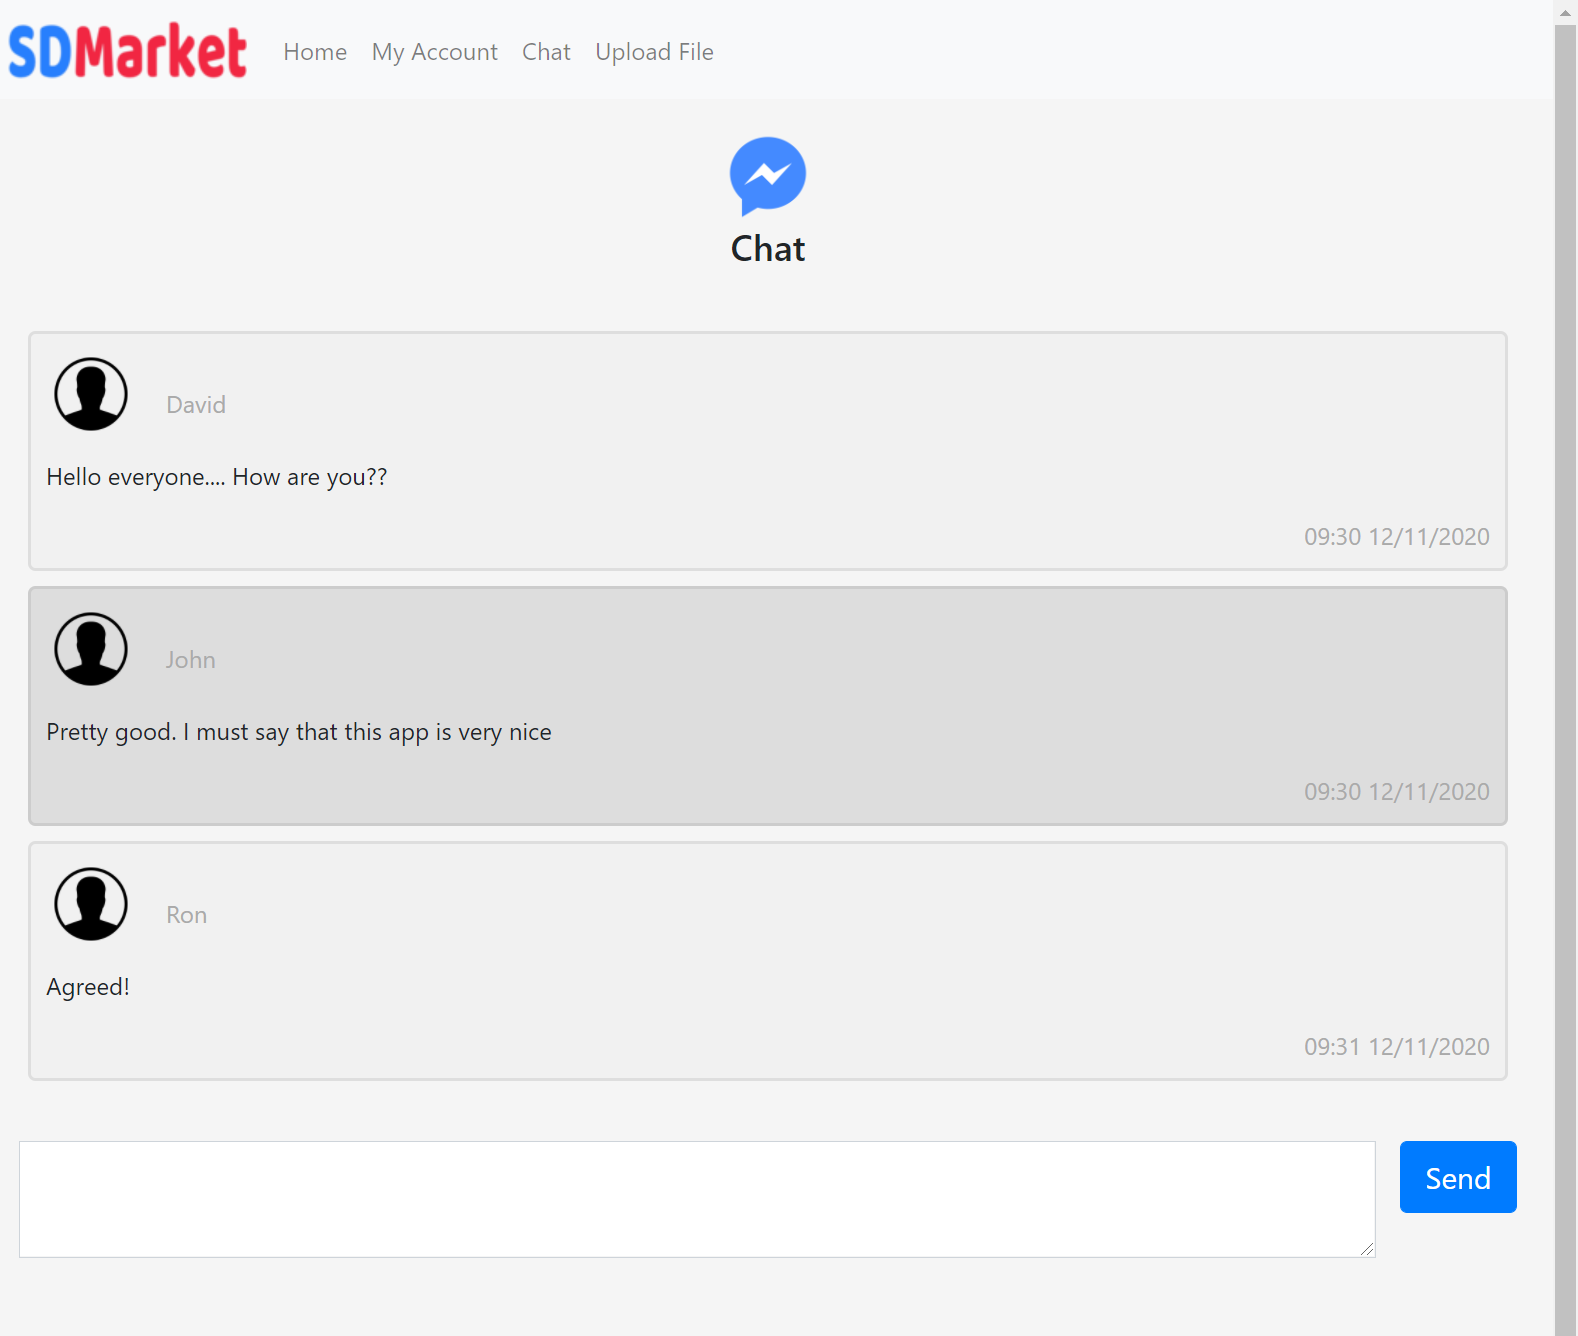 SDMarket Home My Account Chat Upload File
Chat
David
Hello everyone.... How are you??
09:30 12/11/2020
John
Pretty good. I must say that this app is very nice
09:30 12/11/2020
Ron
Agreed!
09:31 12/11/2020
Send